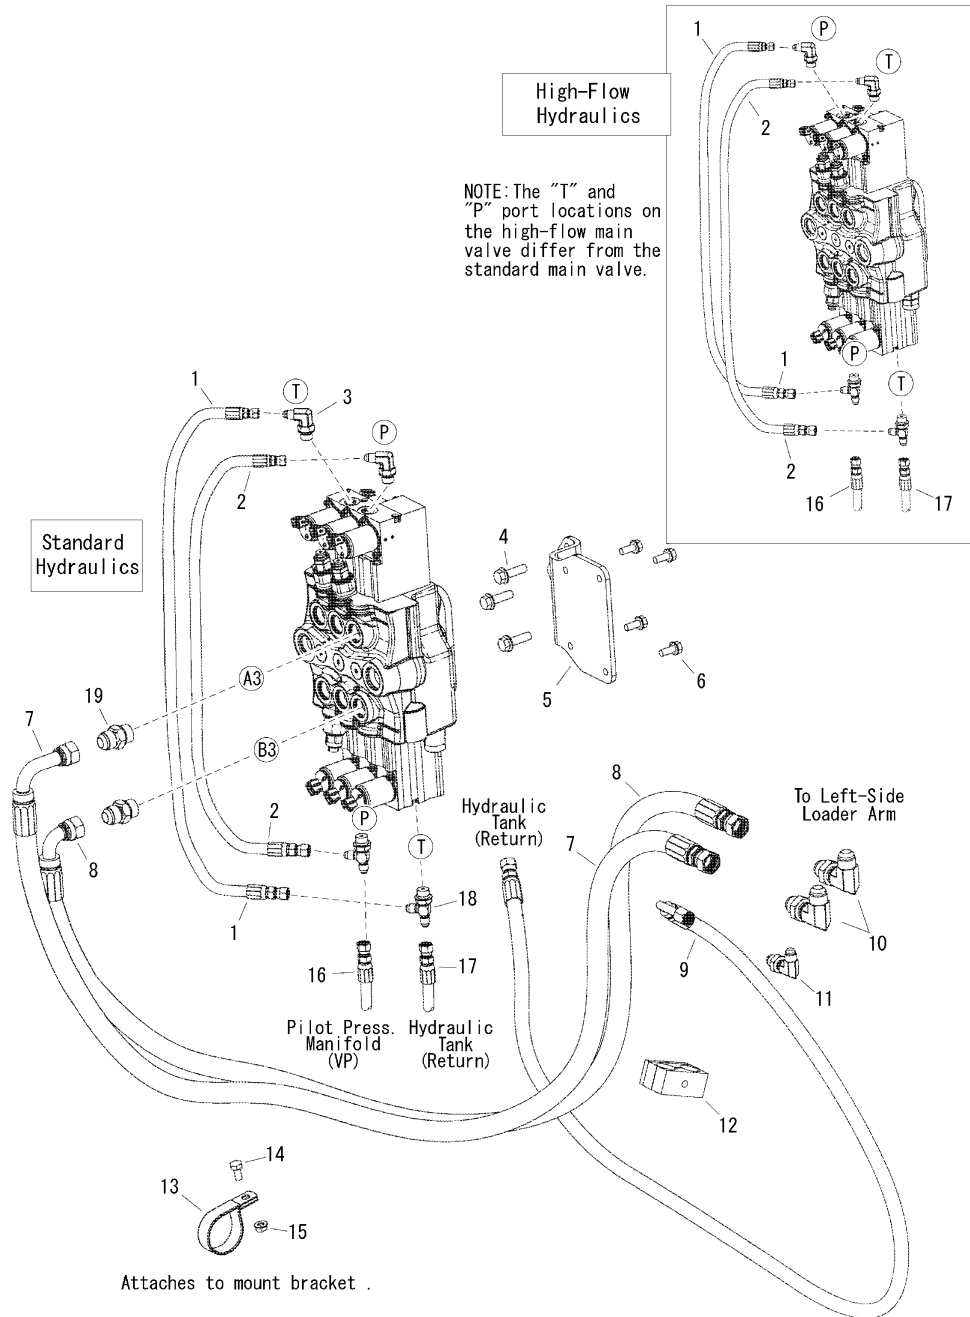 1
P
T
High-Flow
Hydraulics
2
NOTE: The "T" and
"P" port locations on
the high-flow main
valve differ from the
standard main valve.
P
1
T
2
16
17
1
T
3
P
2
Standard
Hydraulics
4
5
6
A3
19
7
B3
8
P
2
T
18
1
16
17
Pilot Press.
Manifold
(VP)
Hydraulic
Tank
(Return)
Hydraulic
Tank
(Return)
8
7
To Left-Side
Loader Arm
10
9
11
12
14
13
15
Attaches to mount bracket .